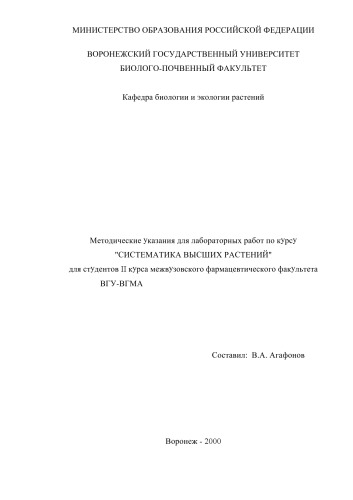 МИНИСТЕРСТВО ОБРАЗОВАНИЯ РОССИЙСКОЙ ФЕДЕРАЦИИ
ВОРОНЕЖСКИЙ ГОСУДАРСТВЕННЫЙ УНИВЕРСИТЕТ
БИОЛОГО-ПОЧВЕННЫЙ ФАКУЛЬТЕТ
Кафедра биологии и экологии растений
Методические указания для лабораторных работ по курсу
"СИСТЕМАТИКА ВЫСШИХ РАСТЕНИЙ"
для студентов II курса межвузовского фармацевтического факультета
ВГУ-ВГМА
Составил: В.А. Агафонов
Воронеж - 2000